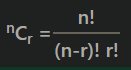 ⁿCᵣ = n! / (n-r)! r!